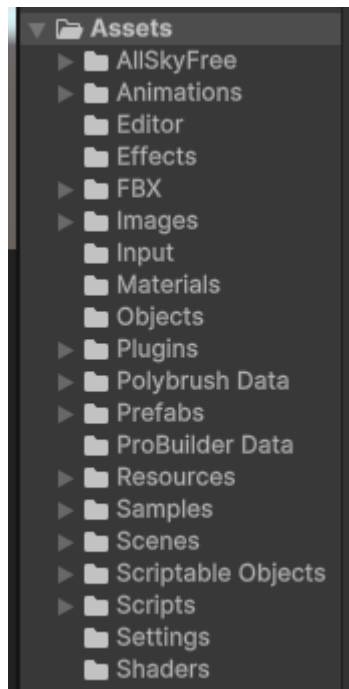 Assets
AllSkyFree
Animations
Editor
Effects
FBX
Images
Input
Materials
Objects
Plugins
Polybrush Data
Prefabs
ProBuilder Data
Resources
Samples
Scenes
Scriptable Objects
Scripts
Settings
Shaders